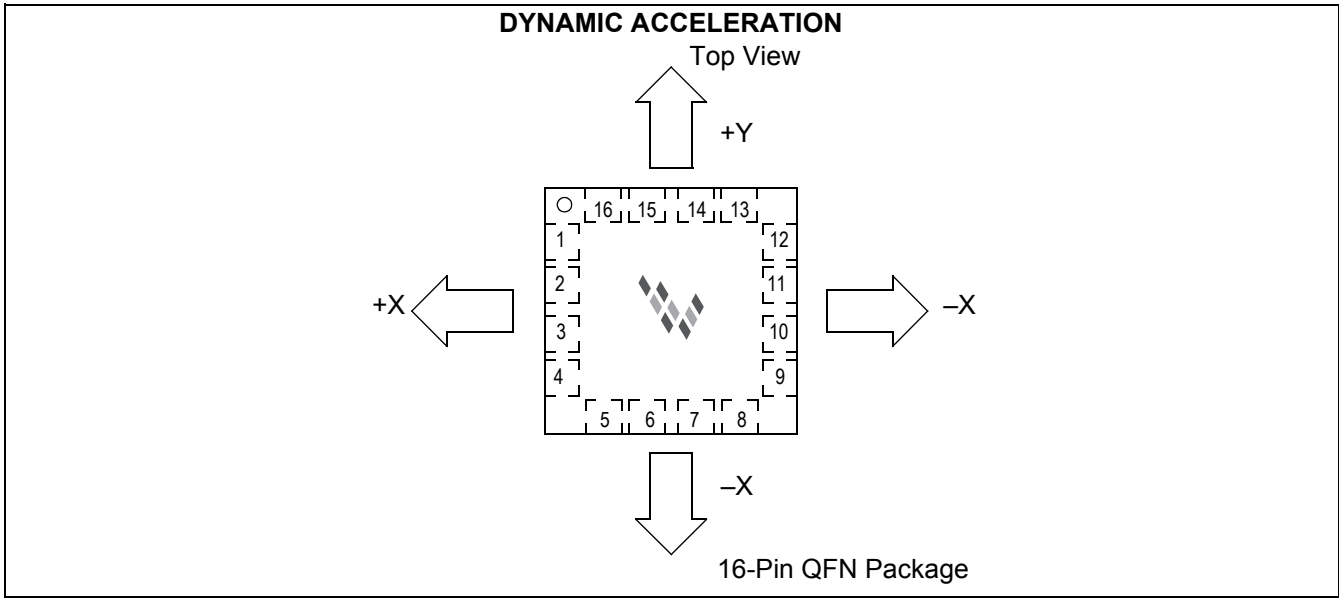 DYNAMIC ACCELERATION
Top View
+Y
16 15 14 13
1
12
2
11
+X
–X
3
10
4
9
5 6 7 8
–X
16-Pin QFN Package